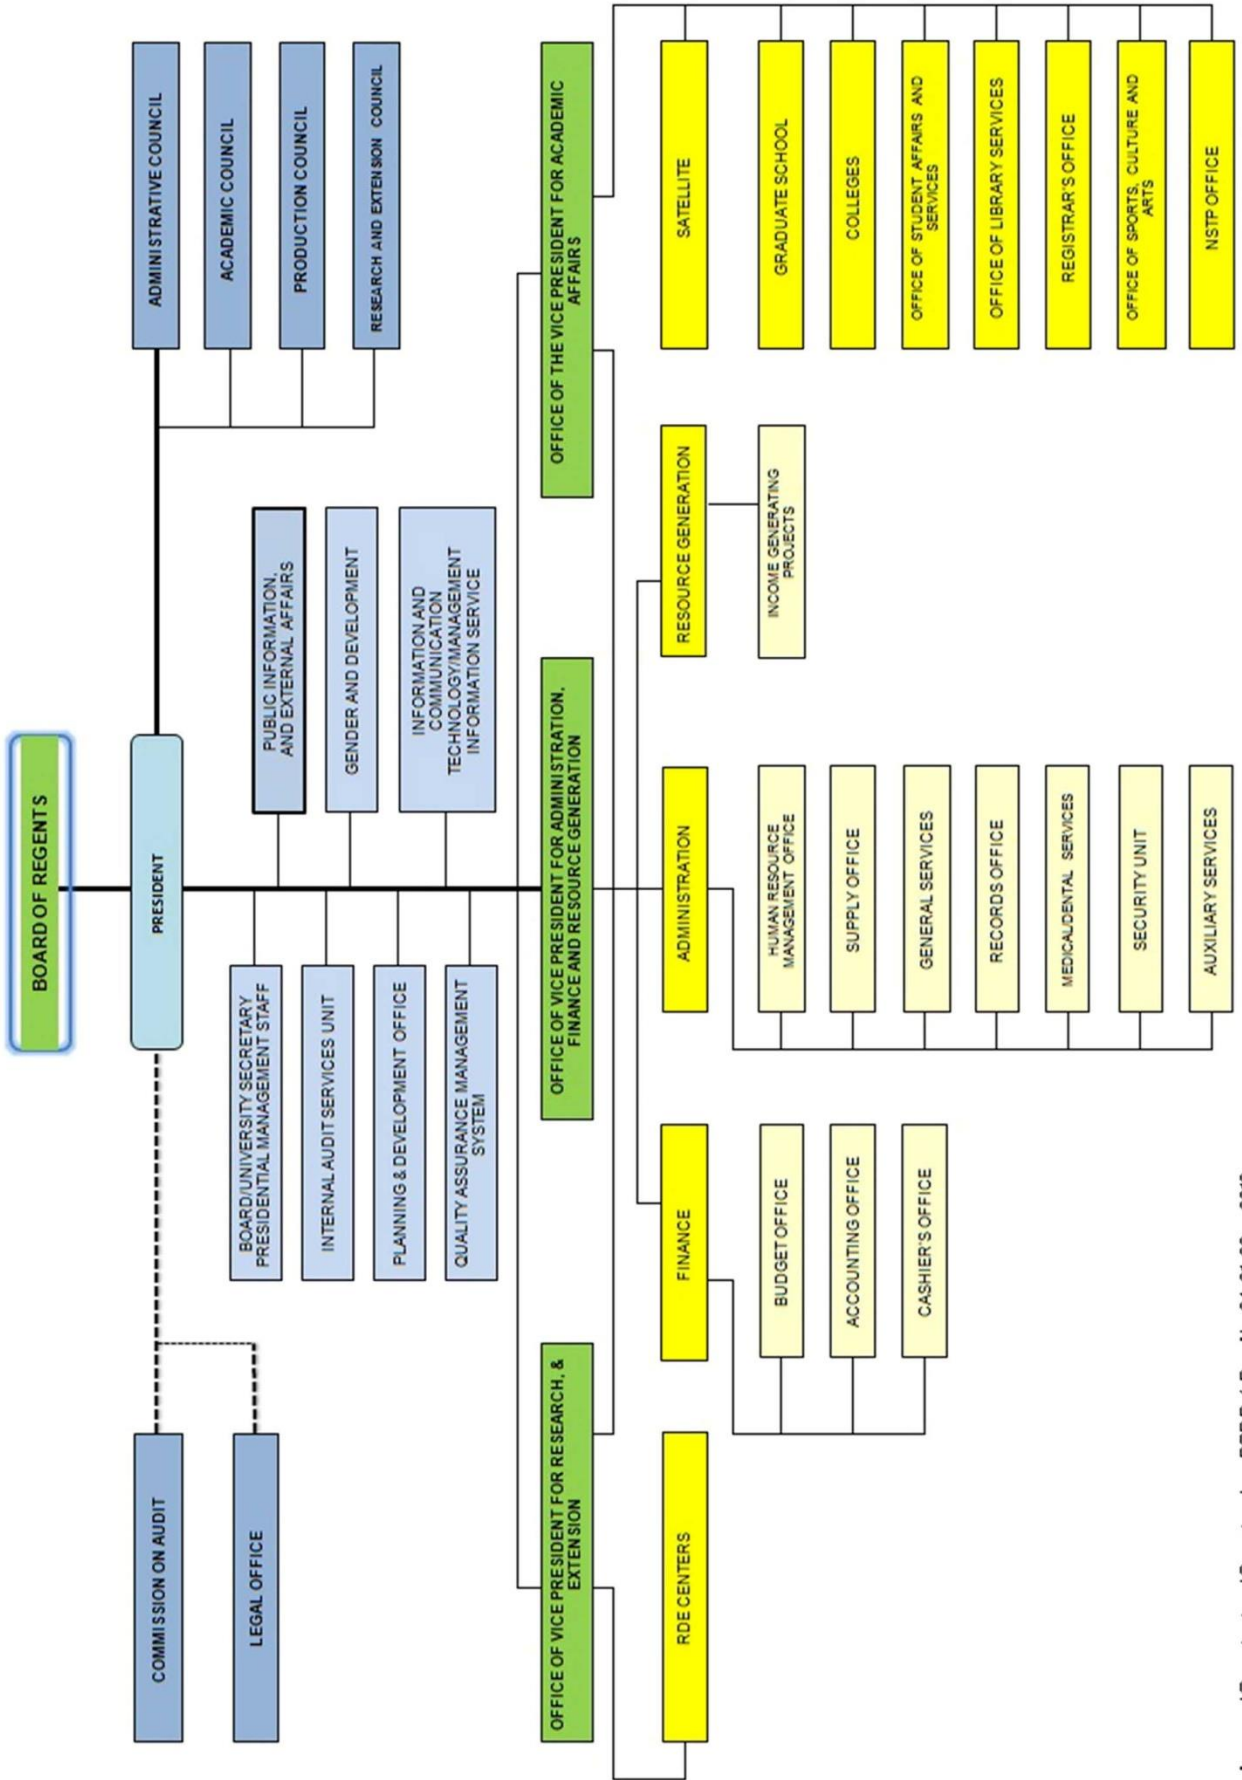 BOARD OF REGENTS
PRESIDENT
COMMISSION ON AUDIT
LEGAL OFFICE
ADMINISTRATIVE COUNCIL
ACADEMIC COUNCIL
PRODUCTION COUNCIL
RESEARCH AND EXTENSION COUNCIL
BOARD/UNIVERSITY SECRETARY
PRESIDENTIAL MANAGEMENT STAFF
INTERNAL AUDIT SERVICES UNIT
PLANNING & DEVELOPMENT OFFICE
QUALITY ASSURANCE MANAGEMENT
SYSTEM
PUBLIC INFORMATION,
AND EXTERNAL AFFAIRS
GENDER AND DEVELOPMENT
INFORMATION AND
COMMUNICATION
TECHNOLOGY/MANAGEMENT
INFORMATION SERVICE
OFFICE OF VICE PRESIDENT FOR RESEARCH, &
EXTENSION
OFFICE OF VICE PRESIDENT FOR ADMINISTRATION,
FINANCE AND RESOURCE GENERATION
OFFICE OF THE VICE PRESIDENT FOR ACADEMIC
AFFAIRS
RDE CENTERS
FINANCE
BUDGET OFFICE
ACCOUNTING OFFICE
CASHIER'S OFFICE
ADMINISTRATION
HUMAN RESOURCE
MANAGEMENT OFFICE
SUPPLY OFFICE
GENERAL SERVICES
RECORDS OFFICE
MEDICAL/DENTAL SERVICES
SECURITY UNIT
AUXILIARY SERVICES
RESOURCE GENERATION
INCOME GENERATING
PROJECTS
SATELLITE
GRADUATE SCHOOL
COLLEGES
OFFICE OF STUDENT AFFAIRS AND
SERVICES
OFFICE OF LIBRARY SERVICES
REGISTRAR'S OFFICE
OFFICE OF SPORTS, CULTURE AND
ARTS
NSTP OFFICE